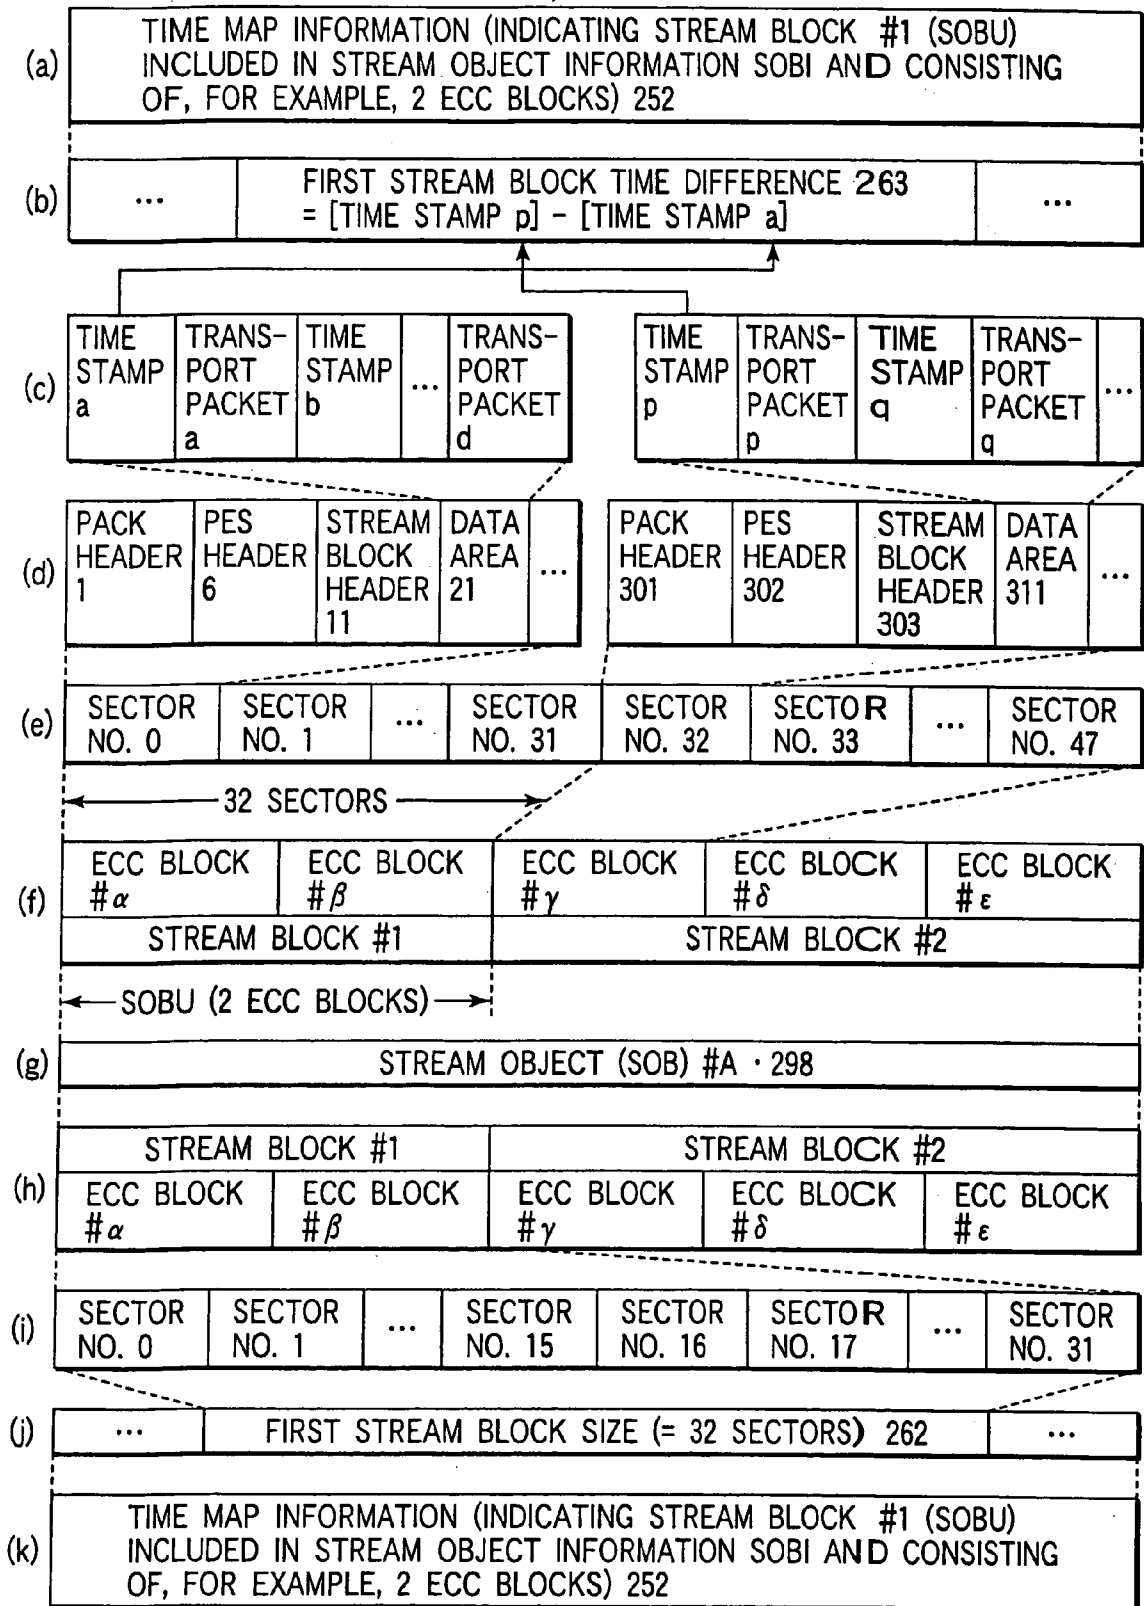 (a)
TIME MAP INFORMATION (INDICATING STREAM BLOCK #1 (SOBU)
INCLUDED IN STREAM OBJECT INFORMATION SOBI AND CONSISTING
OF, FOR EXAMPLE, 2 ECC BLOCKS) 252
(b)
...
FIRST STREAM BLOCK TIME DIFFERENCE 263
= [TIME STAMP p] - [TIME STAMP a]
...
(c)
TIME
STAMP
a
TRANS-
PORT
PACKET
a
TIME
STAMP
b
...
TRANS-
PORT
PACKET
d
TIME
STAMP
p
TRANS-
PORT
PACKET
p
TIME
STAMP
q
TRANS-
PORT
PACKET
q
...
(d)
PACK
HEADER
1
PES
HEADER
6
STREAM
BLOCK
HEADER
11
DATA
AREA
21
...
PACK
HEADER
301
PES
HEADER
302
STREAM
BLOCK
HEADER
303
DATA
AREA
311
...
(e)
SECTOR
NO. 0
SECTOR
NO. 1
...
SECTOR
NO. 31
SECTOR
NO. 32
SECTOR
NO. 33
...
SECTOR
NO. 47
32 SECTORS
(f)
ECC BLOCK
#α
ECC BLOCK
#β
ECC BLOCK
#γ
ECC BLOCK
#δ
ECC BLOCK
#ε
STREAM BLOCK #1
STREAM BLOCK #2
SOBU (2 ECC BLOCKS)
(g)
STREAM OBJECT (SOB) #A · 298
(h)
STREAM BLOCK #1
STREAM BLOCK #2
ECC BLOCK
#α
ECC BLOCK
#β
ECC BLOCK
#γ
ECC BLOCK
#δ
ECC BLOCK
#ε
(i)
SECTOR
NO. 0
SECTOR
NO. 1
...
SECTOR
NO. 15
SECTOR
NO. 16
SECTOR
NO. 17
...
SECTOR
NO. 31
(j)
...
FIRST STREAM BLOCK SIZE (= 32 SECTORS) 262
...
(k)
TIME MAP INFORMATION (INDICATING STREAM BLOCK #1 (SOBU)
INCLUDED IN STREAM OBJECT INFORMATION SOBI AND CONSISTING
OF, FOR EXAMPLE, 2 ECC BLOCKS) 252